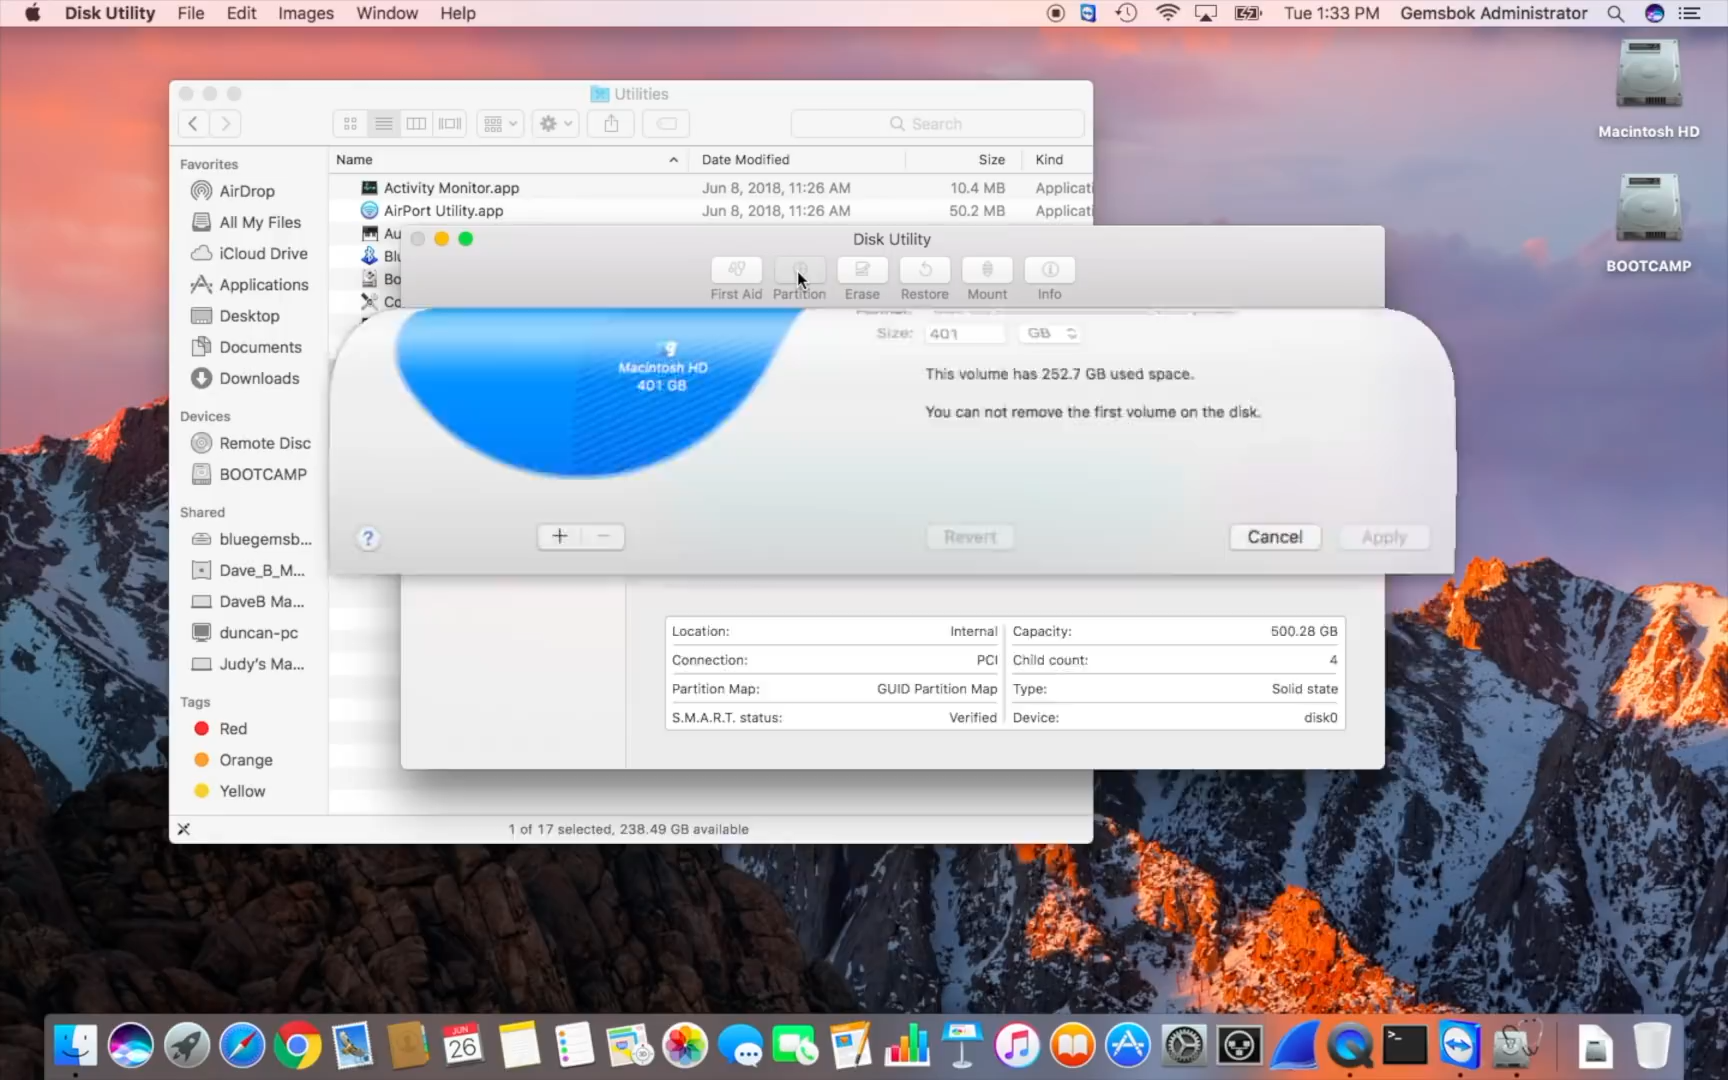 Disk Utility File Edit Images Window Help
Tue 1:33 PM Gemsbok Administrator
Macintosh HD
BOOTCAMP
Utilities
Search
Name Date Modified Size Kind
Activity Monitor.app Jun 8, 2018, 11:26 AM 10.4 MB Applicati
AirPort Utility.app Jun 8, 2018, 11:26 AM 50.2 MB Applicati
Au
Blu
Bo
Co
Favorites
AirDrop
All My Files
iCloud Drive
Applications
Desktop
Documents
Downloads
Devices
Remote Disc
BOOTCAMP
Shared
bluegemsb...
Dave_B_M...
DaveB Ma...
duncan-pc
Judy's Ma...
Tags
Red
Orange
Yellow
1 of 17 selected, 238.49 GB available
Disk Utility
First Aid Partition Erase Restore Mount Info
Macintosh HD
401 GB
Size: 401 GB
This volume has 252.7 GB used space.
You can not remove the first volume on the disk.
? + −
Revert Cancel Apply
Location: Internal Capacity: 500.28 GB
Connection: PCI Child count: 4
Partition Map: GUID Partition Map Type: Solid state
S.M.A.R.T. status: Verified Device: disk0
JUN
26